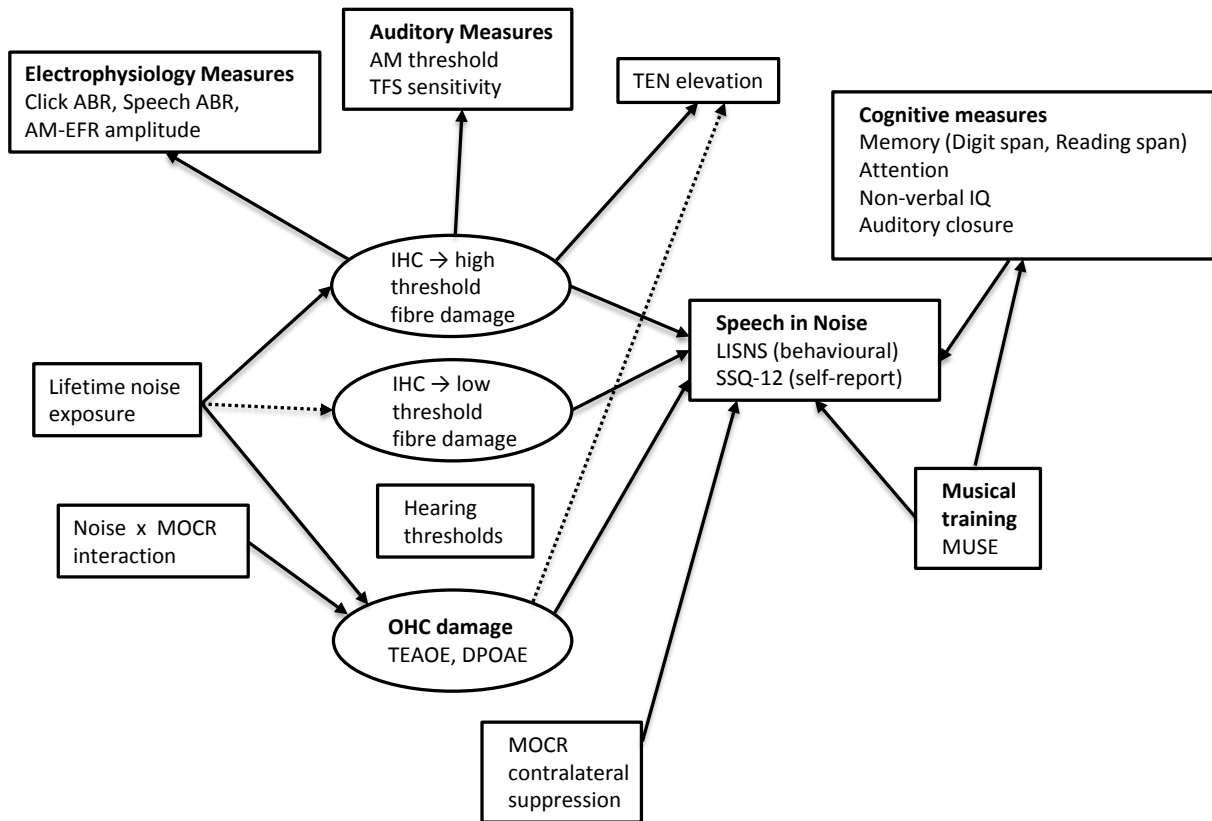 Electrophysiology Measures
Click ABR, Speech ABR,
AM-EFR amplitude
Auditory Measures
AM threshold
TFS sensitivity
TEN elevation
Cognitive measures
Memory (Digit span, Reading span)
Attention
Non-verbal IQ
Auditory closure
IHC → high
threshold
fibre damage
Speech in Noise
LISNS (behavioural)
SSQ-12 (self-report)
Lifetime noise
exposure
IHC → low
threshold
fibre damage
Noise x MOCR
interaction
Hearing
thresholds
Musical
training
MUSE
OHC damage
TEAOE, DPOAE
MOCR
contralateral
suppression